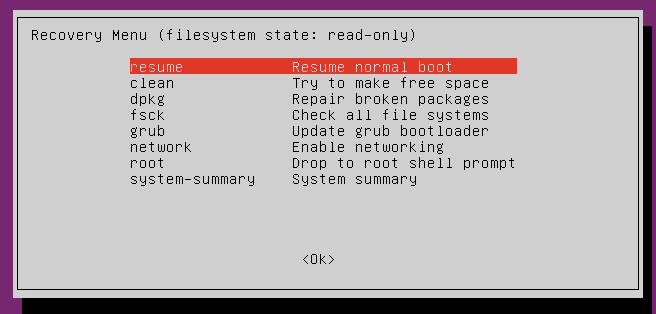 Recovery Menu (filesystem state: read-only)
resume Resume normal boot
clean Try to make free space
dpkg Repair broken packages
fsck Check all file systems
grub Update grub bootloader
network Enable networking
root Drop to root shell prompt
system-summary System summary
<Ok>